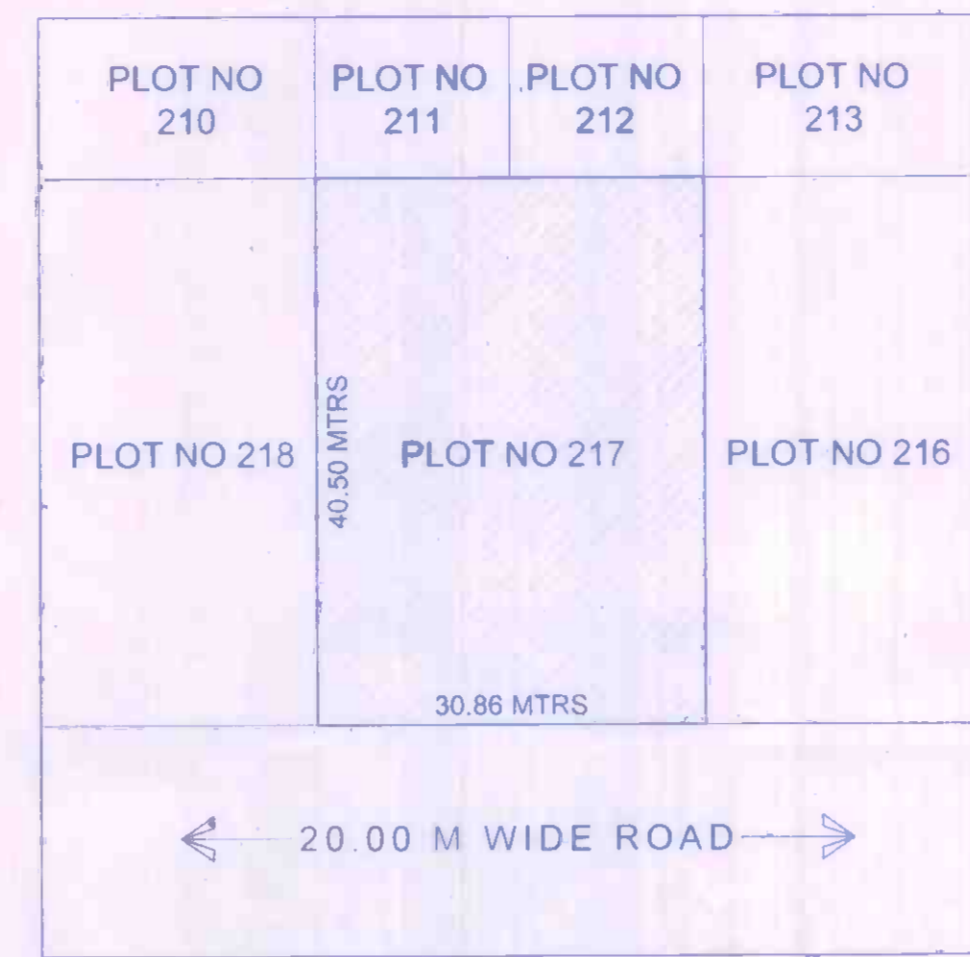 PLOT NO
210
PLOT NO
211
PLOT NO
212
PLOT NO
213
PLOT NO 218
40.50 MTRS
PLOT NO 217
PLOT NO 216
30.86 MTRS
20.00 M WIDE ROAD